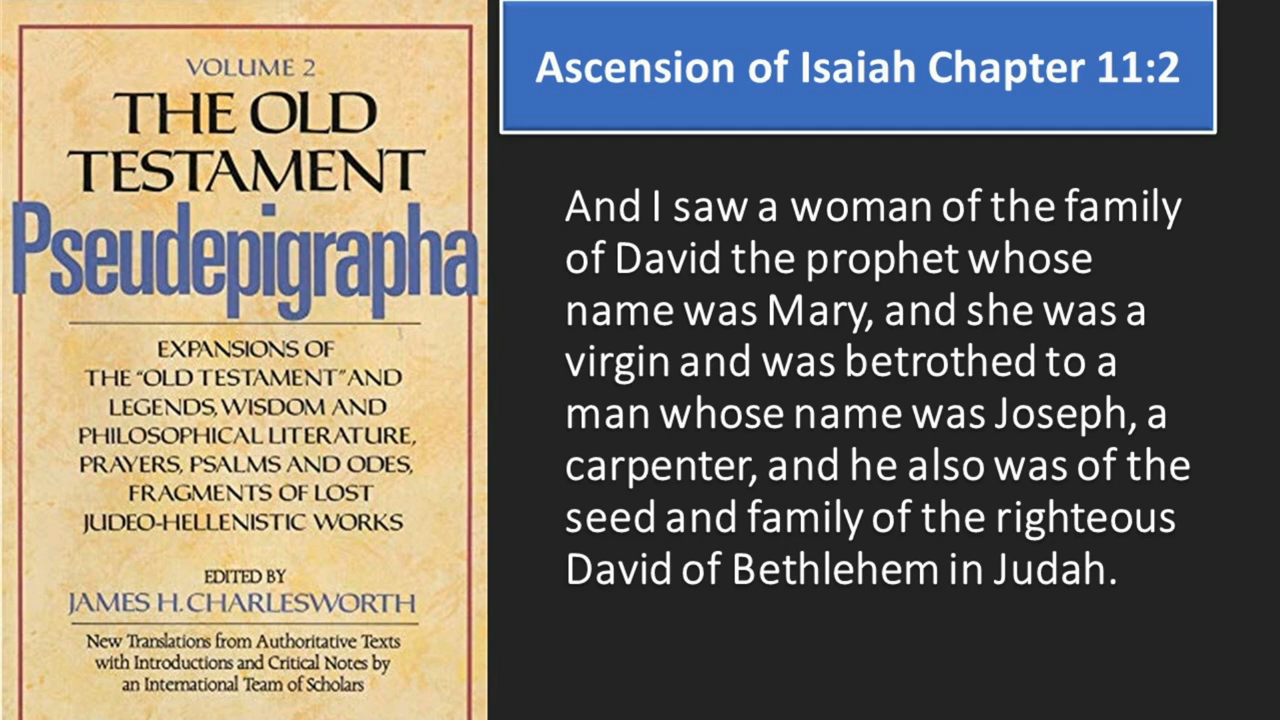 VOLUME 2
THE OLD
TESTAMENT
Pseudepigrapha
EXPANSIONS OF
THE "OLD TESTAMENT" AND
LEGENDS, WISDOM AND
PHILOSOPHICAL LITERATURE,
PRAYERS, PSALMS AND ODES,
FRAGMENTS OF LOST
JUDEO-HELLENISTIC WORKS
EDITED BY
JAMES H. CHARLESWORTH
New Translations from Authoritative Texts
with Introductions and Critical Notes by
an International Team of Scholars
Ascension of Isaiah Chapter 11:2
And I saw a woman of the family
of David the prophet whose
name was Mary, and she was a
virgin and was betrothed to a
man whose name was Joseph, a
carpenter, and he also was of the
seed and family of the righteous
David of Bethlehem in Judah.